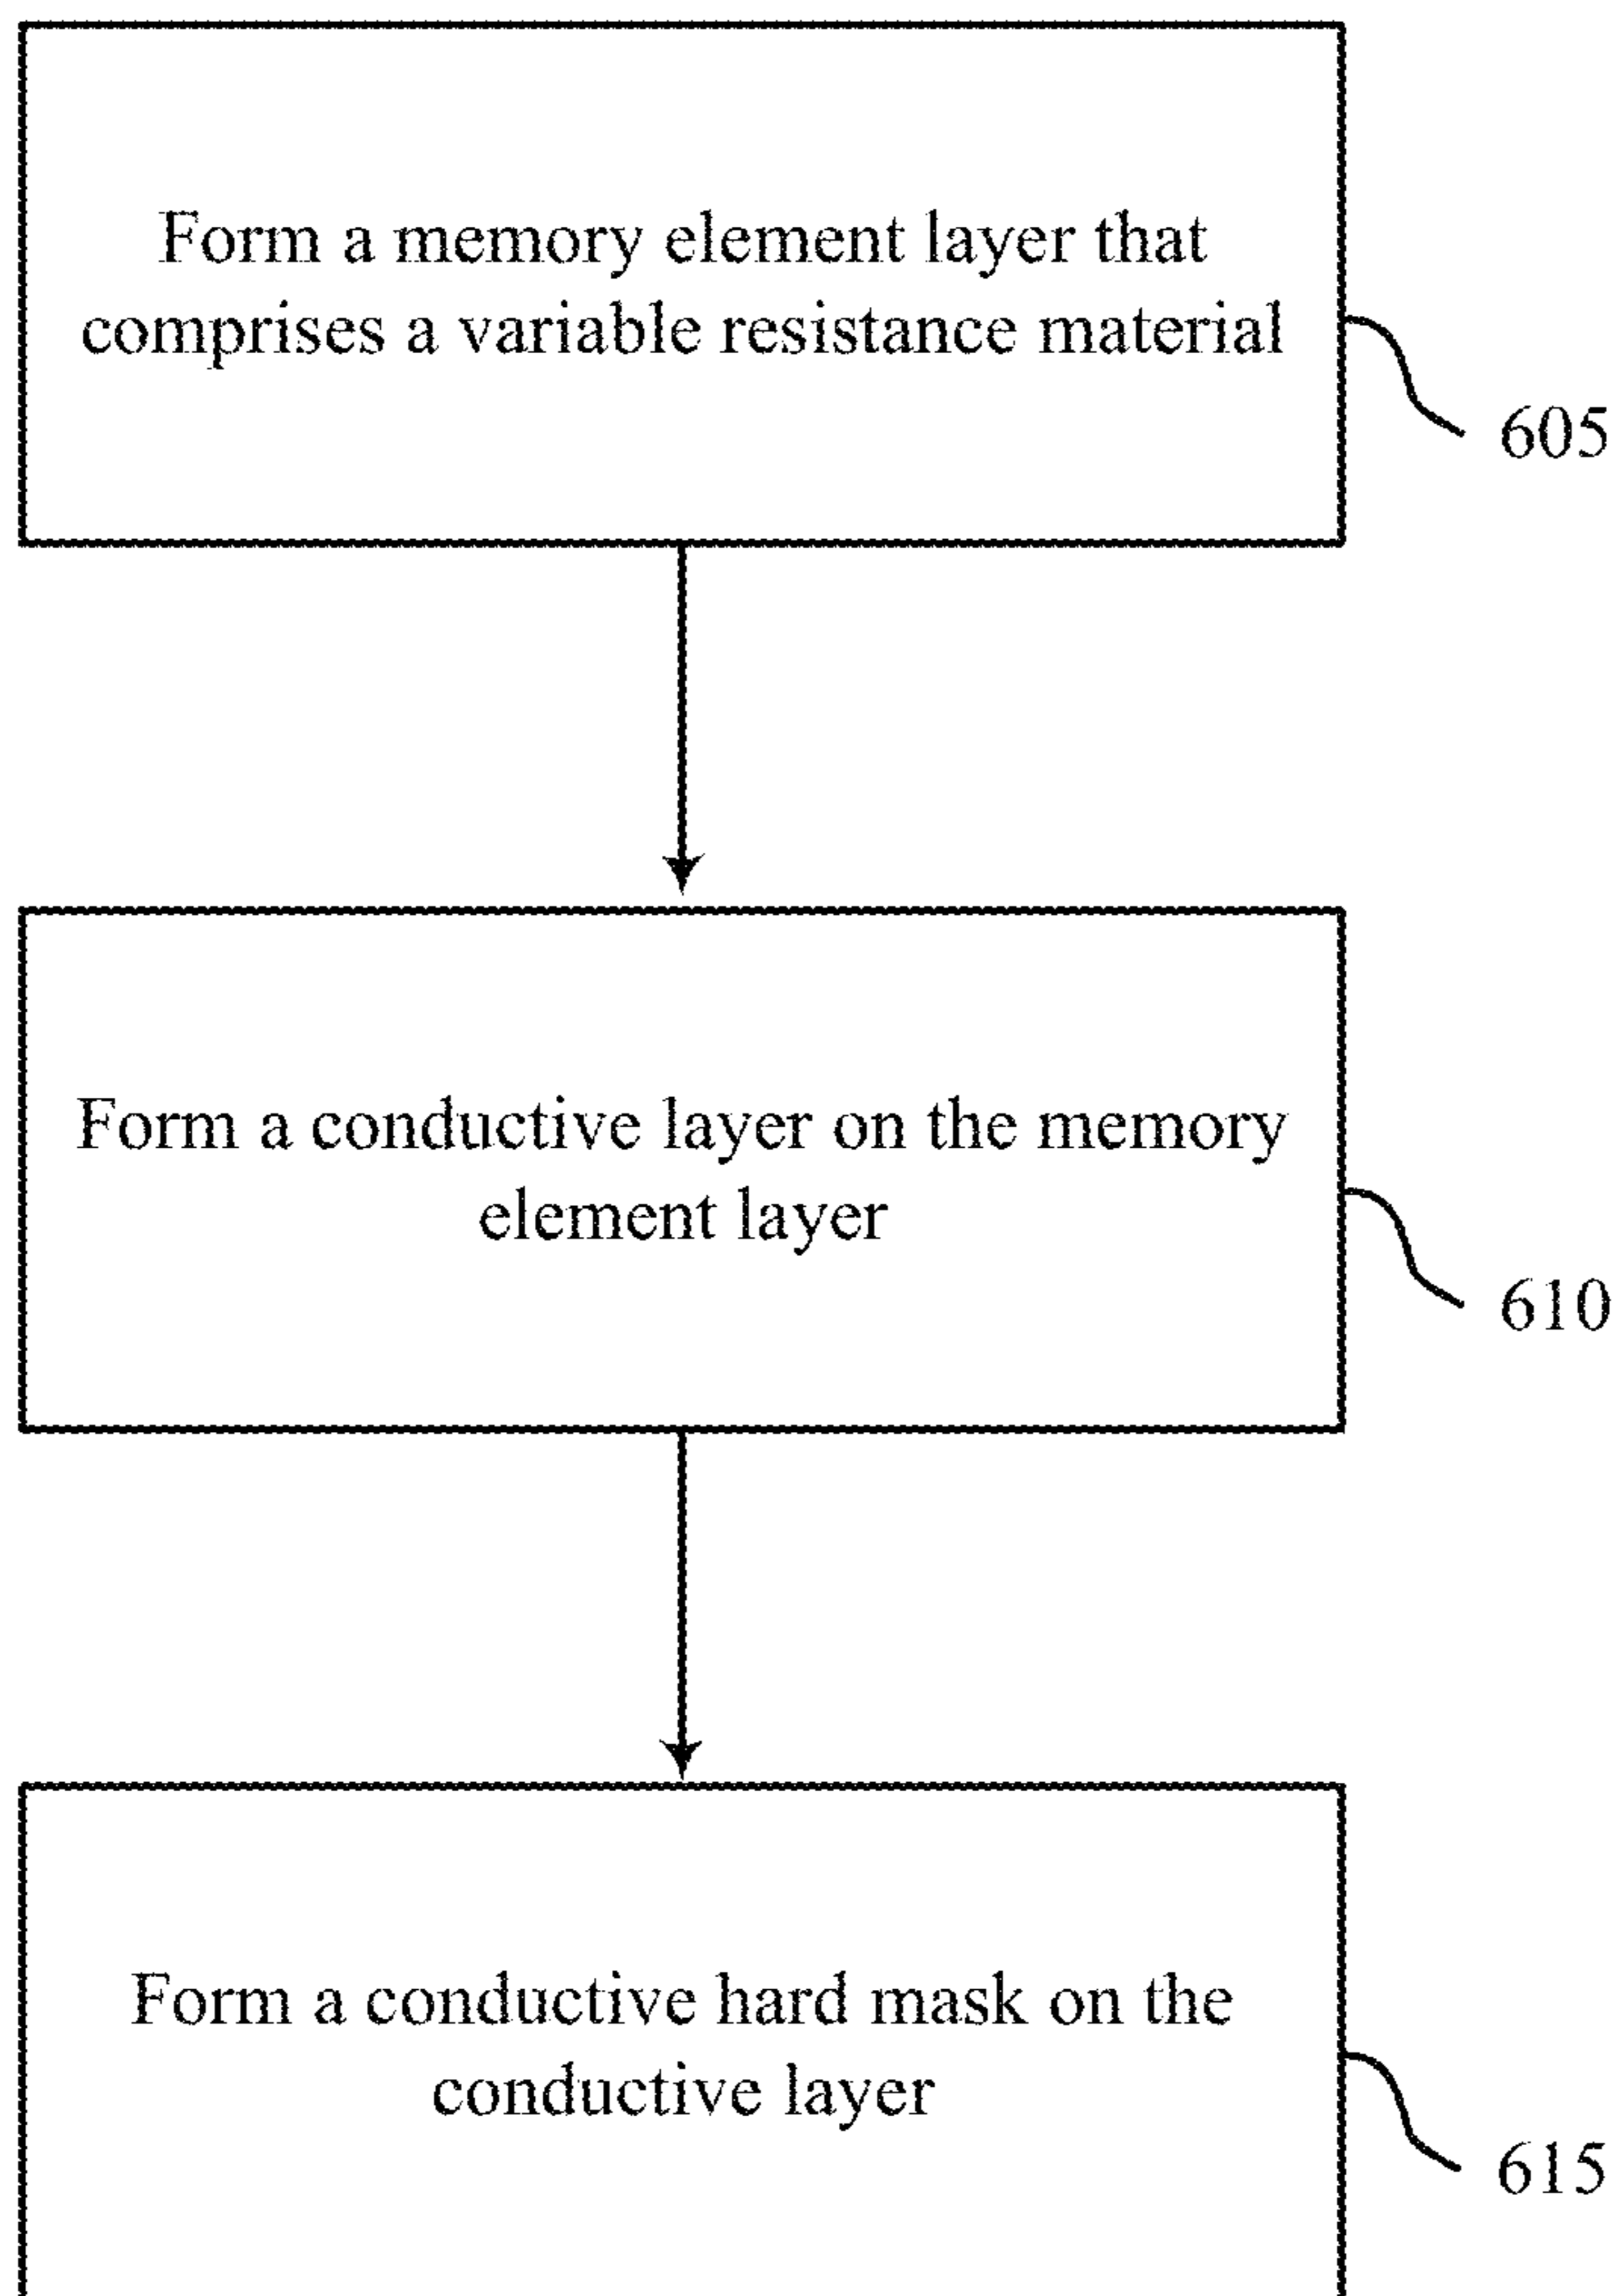 Form a memory element layer that
comprises a variable resistance material
605
Form a conductive layer on the memory
element layer
610
Form a conductive hard mask on the
conductive layer
615